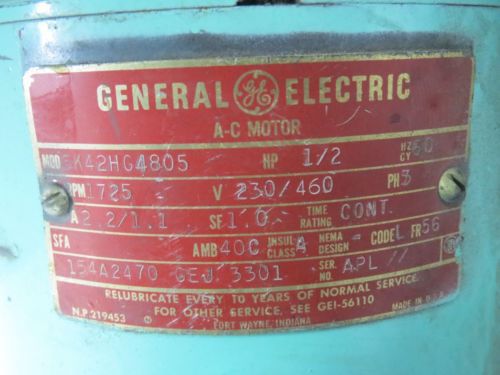 GENERAL GE ELECTRIC
A-C MOTOR
MOD 5K42HG4805 HP 1/2 HZ CY 60
RPM 1725 V 230/460 PH 3
A 2.2/1.1 SF 1.0 TIME RATING CONT.
SFA AMB 40C INSUL CLASS A NEMA DESIGN - CODE L FR 56
154A2470 GEJ 3301 SER. NO. APL
RELUBRICATE EVERY 10 YEARS OF NORMAL SERVICE.
FOR OTHER SERVICE, SEE GEI-56110
N.P.219453 FORT WAYNE, INDIANA MADE IN U.S.A.